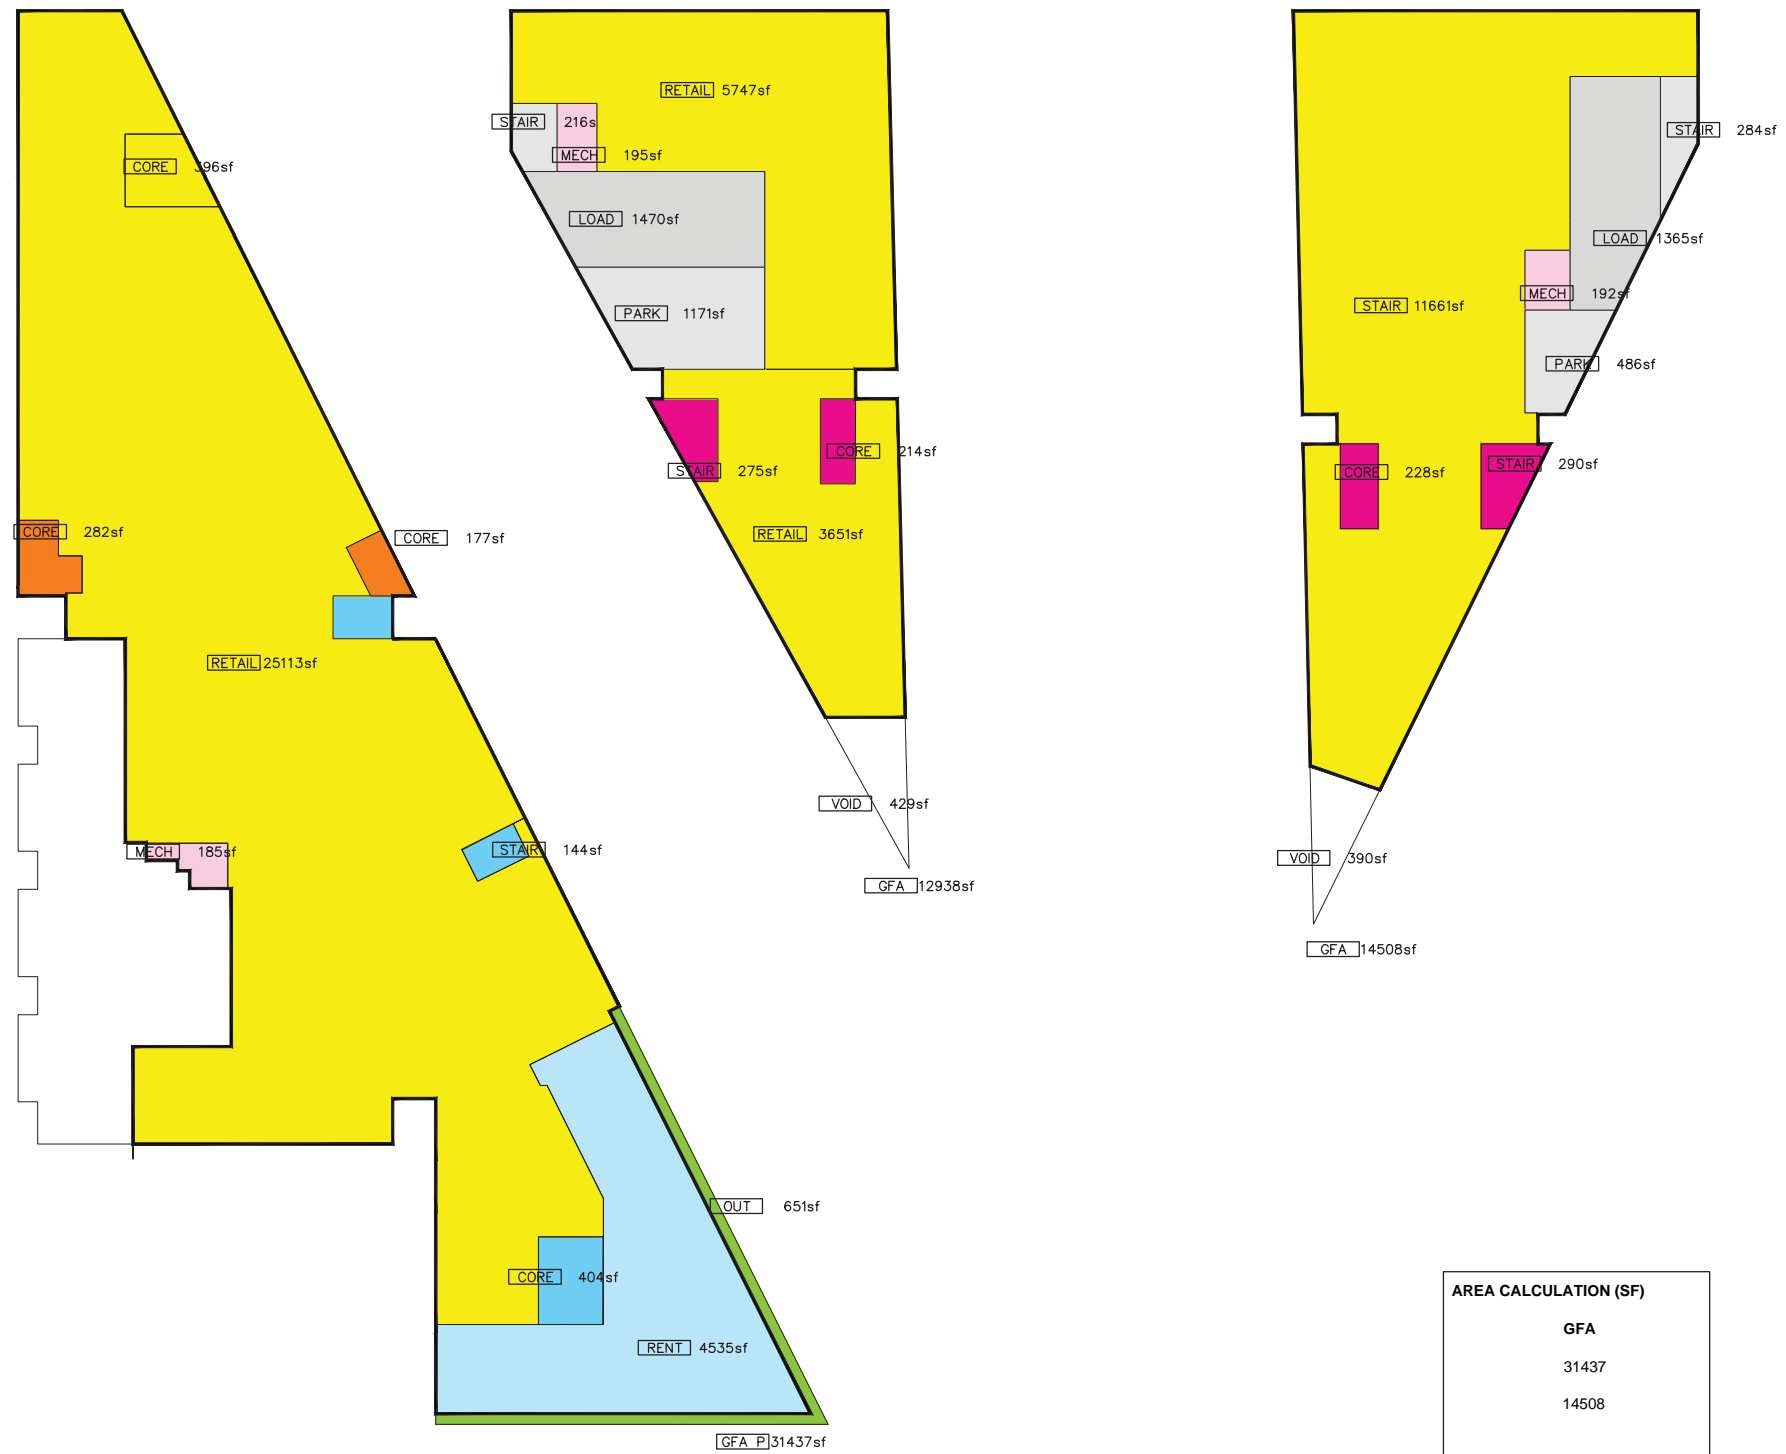 RETAIL 5747sf
STAIR 216s
MECH 195sf
LOAD 1470sf
PARK 1171sf
STAIR 275sf
CORE 214sf
RETAIL 3651sf
VOID 429sf
GFA 12938sf
STAIR 284sf
LOAD 1365sf
MECH 192sf
STAIR 11661sf
PARK 486sf
CORE 228sf
STAIR 290sf
VOID 390sf
GFA 14508sf
CORE 396sf
CORE 282sf
CORE 177sf
RETAIL 25113sf
MECH 185sf
STAIR 144sf
OUT 651sf
CORE 404sf
RENT 4535sf
GFA P 31437sf
AREA CALCULATION (SF)
GFA
31437
14508